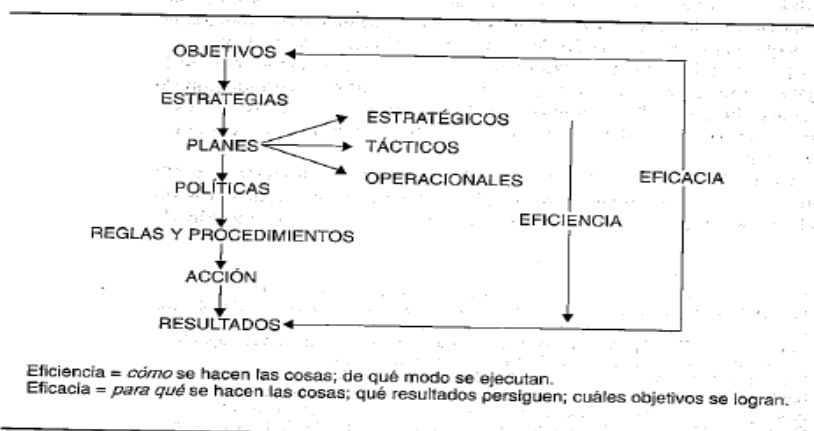 OBJETIVOS
ESTRATEGIAS
ESTRATÉGICOS
PLANES
TÁCTICOS
OPERACIONALES
POLÍTICAS
EFICACIA
EFICIENCIA
REGLAS Y PROCEDIMIENTOS
ACCIÓN
RESULTADOS
Eficiencia = cómo se hacen las cosas; de qué modo se ejecutan.
Eficacia = para qué se hacen las cosas; qué resultados persiguen; cuáles objetivos se logran.